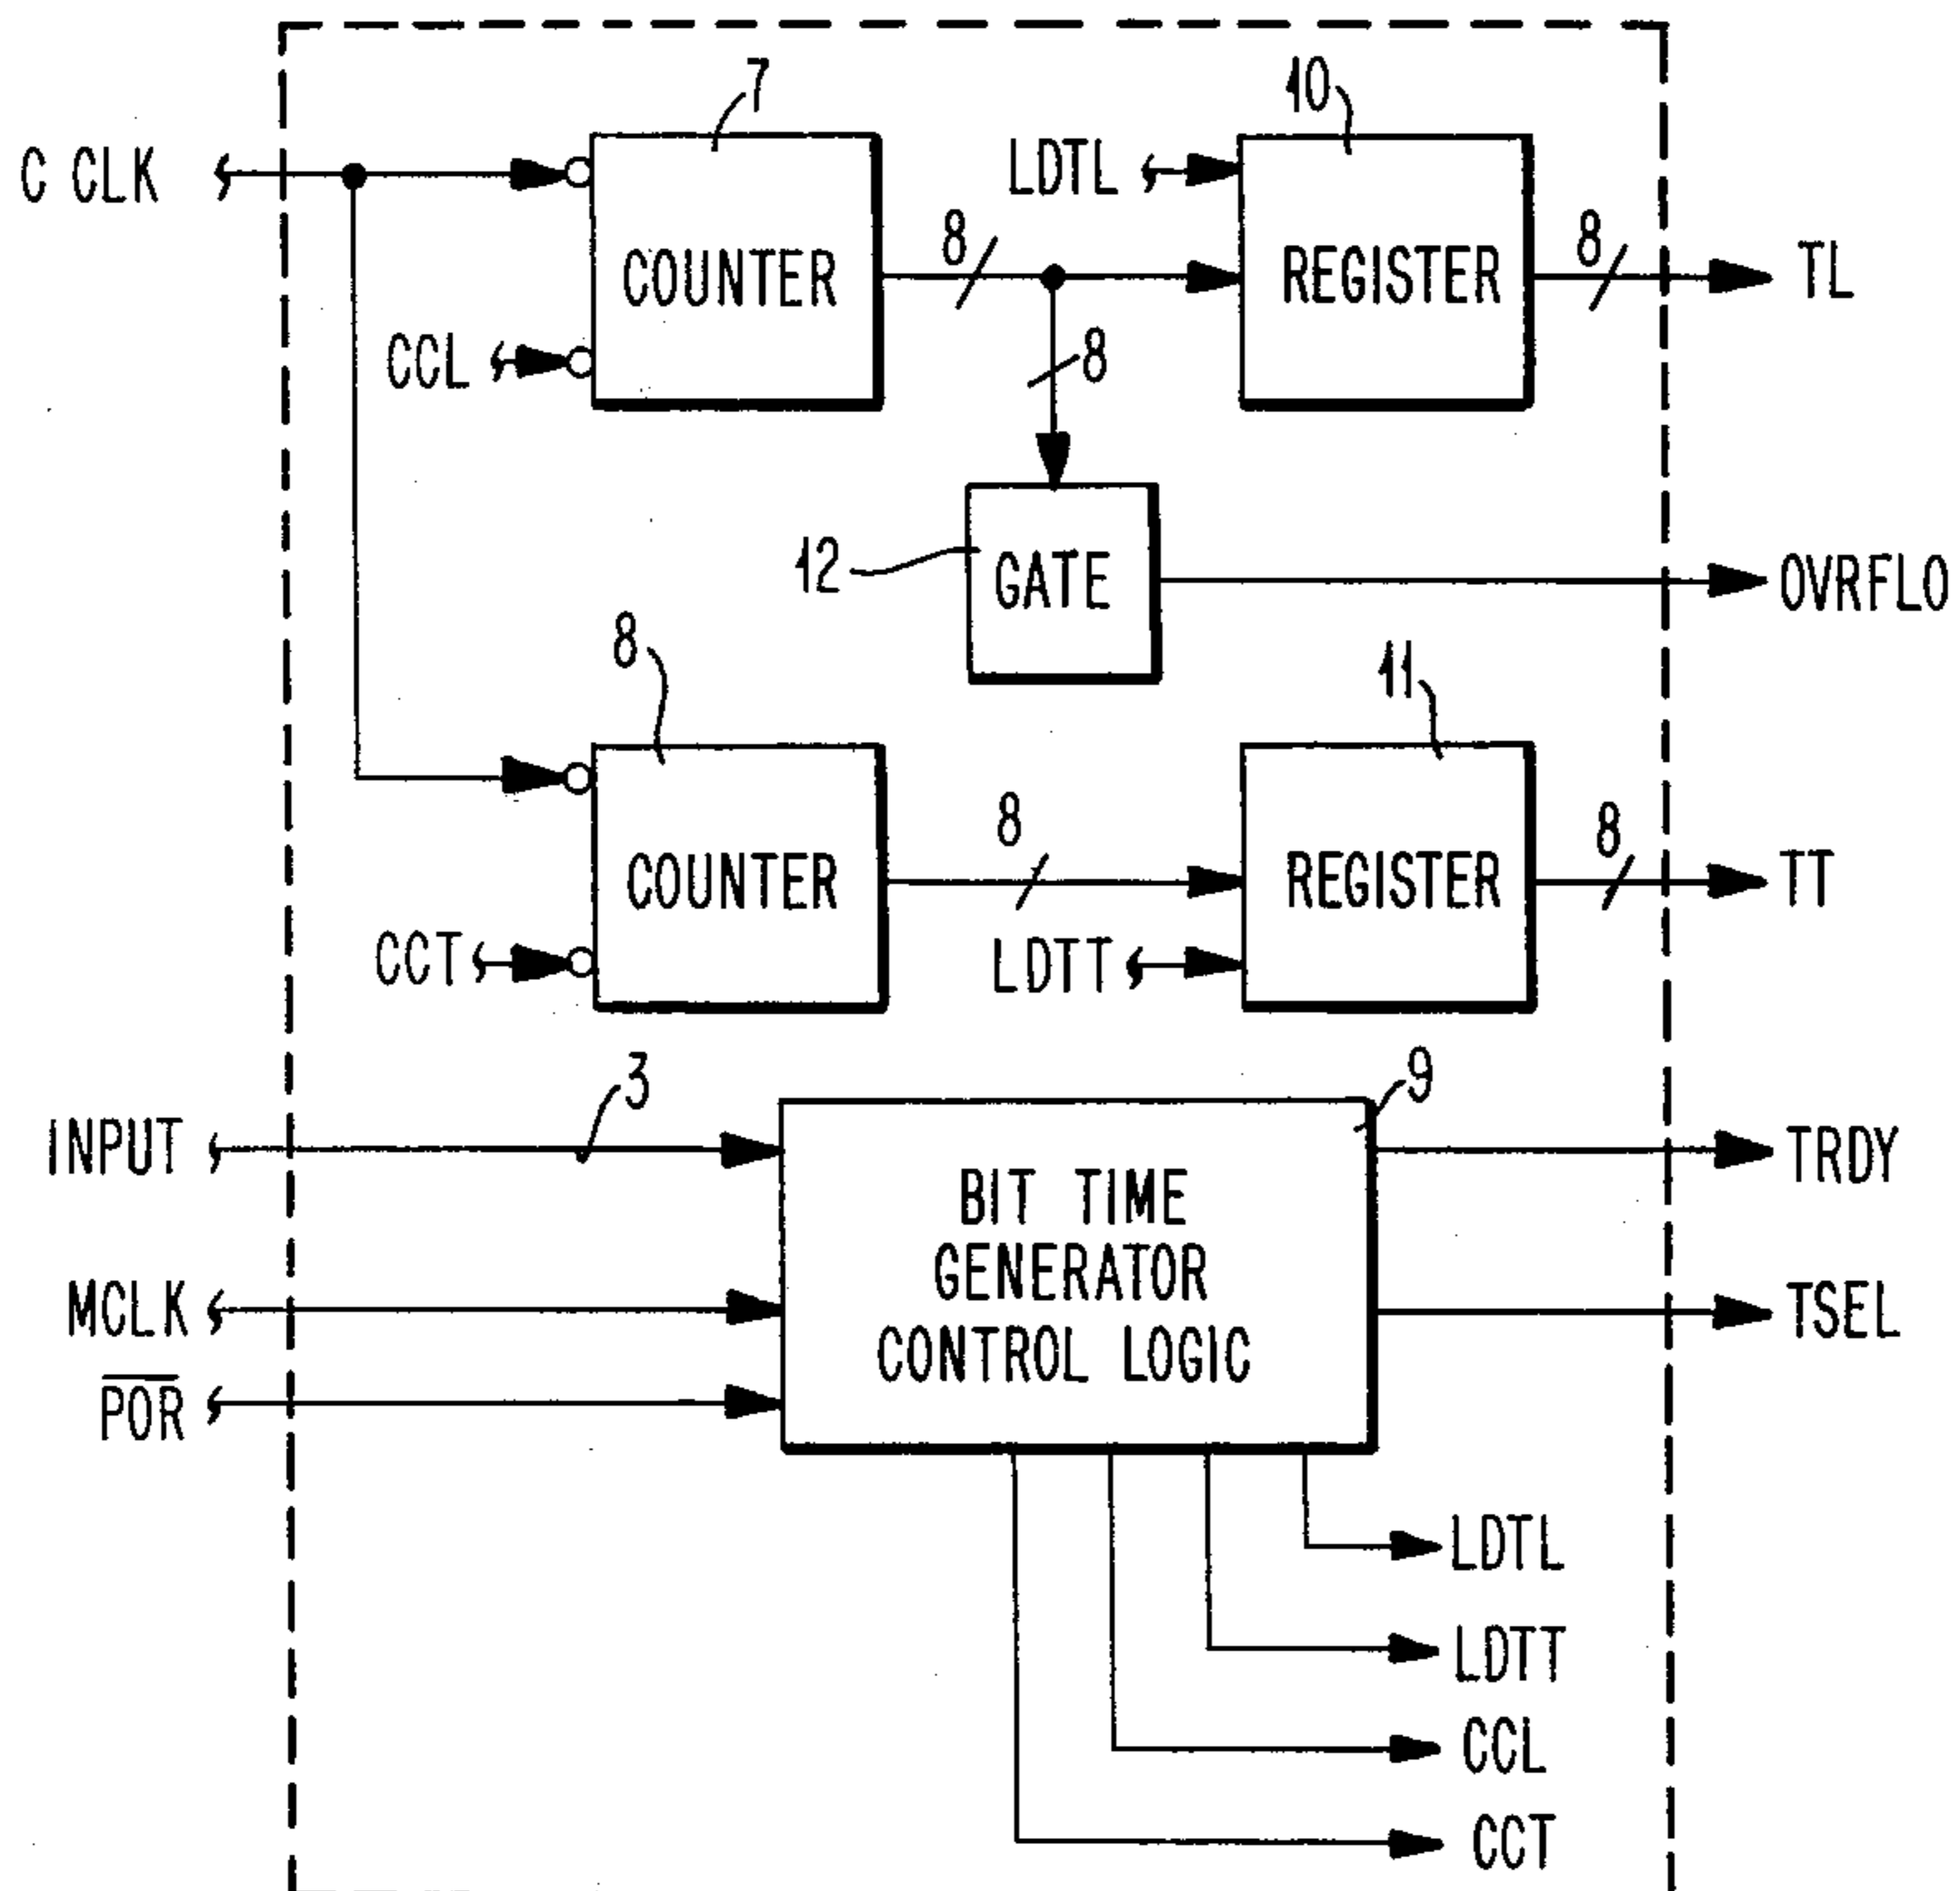 7
10
C CLK
LDTL
8
8
COUNTER
REGISTER
TL
CCL
8
12
GATE
OVRFLO
8
11
8
8
COUNTER
REGISTER
TT
CCT
LDTT
3
9
INPUT
TRDY
BIT TIME
GENERATOR
CONTROL LOGIC
MCLK
TSEL
POR
LDTL
LDTT
CCL
CCT